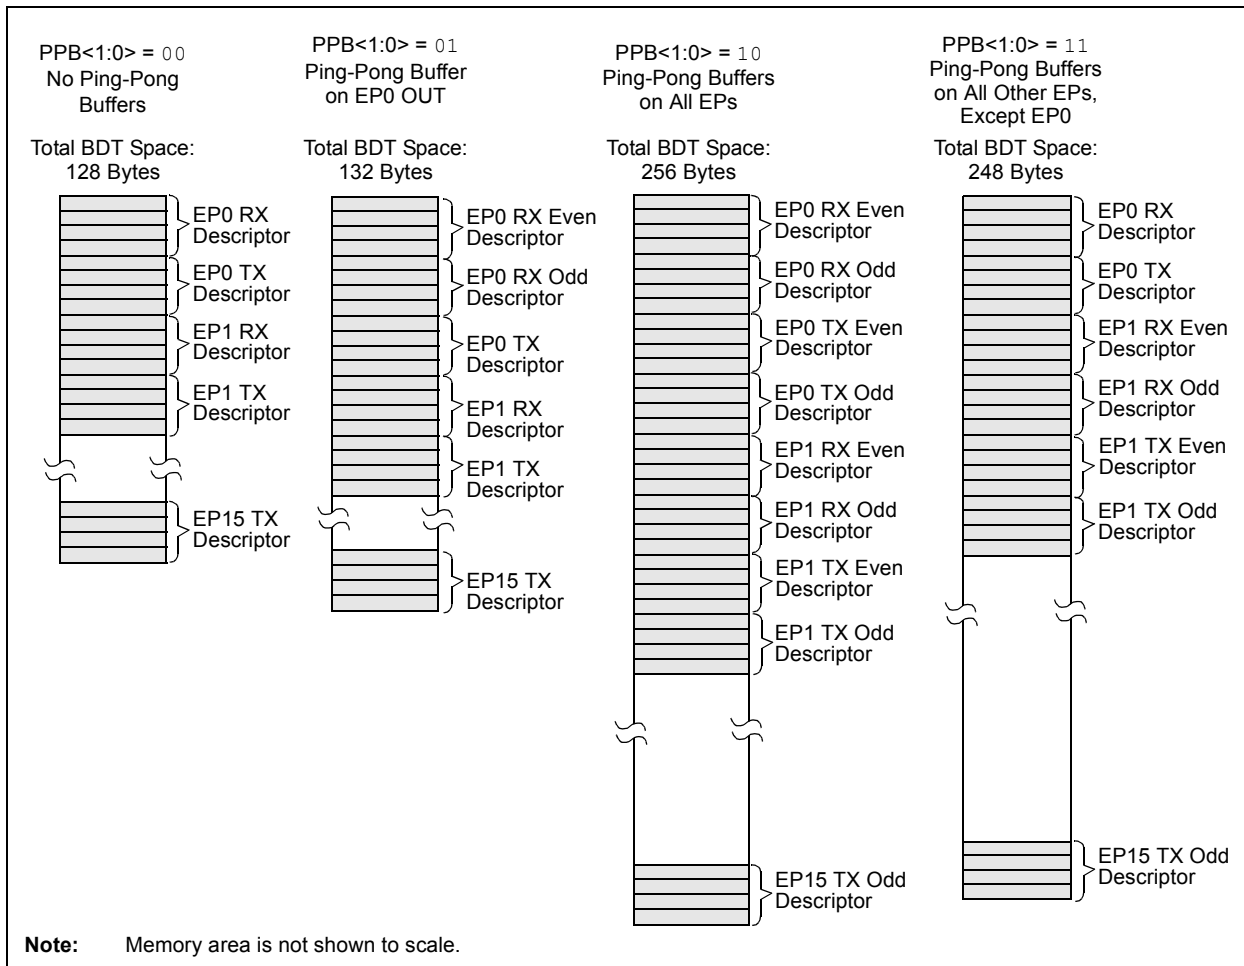 PPB<1:0> = 00
No Ping-Pong
Buffers
Total BDT Space:
128 Bytes
EP0 RX
Descriptor
EP0 TX
Descriptor
EP1 RX
Descriptor
EP1 TX
Descriptor
EP15 TX
Descriptor
PPB<1:0> = 01
Ping-Pong Buffer
on EP0 OUT
Total BDT Space:
132 Bytes
EP0 RX Even
Descriptor
EP0 RX Odd
Descriptor
EP0 TX
Descriptor
EP1 RX
Descriptor
EP1 TX
Descriptor
EP15 TX
Descriptor
PPB<1:0> = 10
Ping-Pong Buffers
on All EPs
Total BDT Space:
256 Bytes
EP0 RX Even
Descriptor
EP0 RX Odd
Descriptor
EP0 TX Even
Descriptor
EP0 TX Odd
Descriptor
EP1 RX Even
Descriptor
EP1 RX Odd
Descriptor
EP1 TX Even
Descriptor
EP1 TX Odd
Descriptor
EP15 TX Odd
Descriptor
PPB<1:0> = 11
Ping-Pong Buffers
on All Other EPs,
Except EP0
Total BDT Space:
248 Bytes
EP0 RX
Descriptor
EP0 TX
Descriptor
EP1 RX Even
Descriptor
EP1 RX Odd
Descriptor
EP1 TX Even
Descriptor
EP1 TX Odd
Descriptor
EP15 TX Odd
Descriptor
Note: Memory area is not shown to scale.